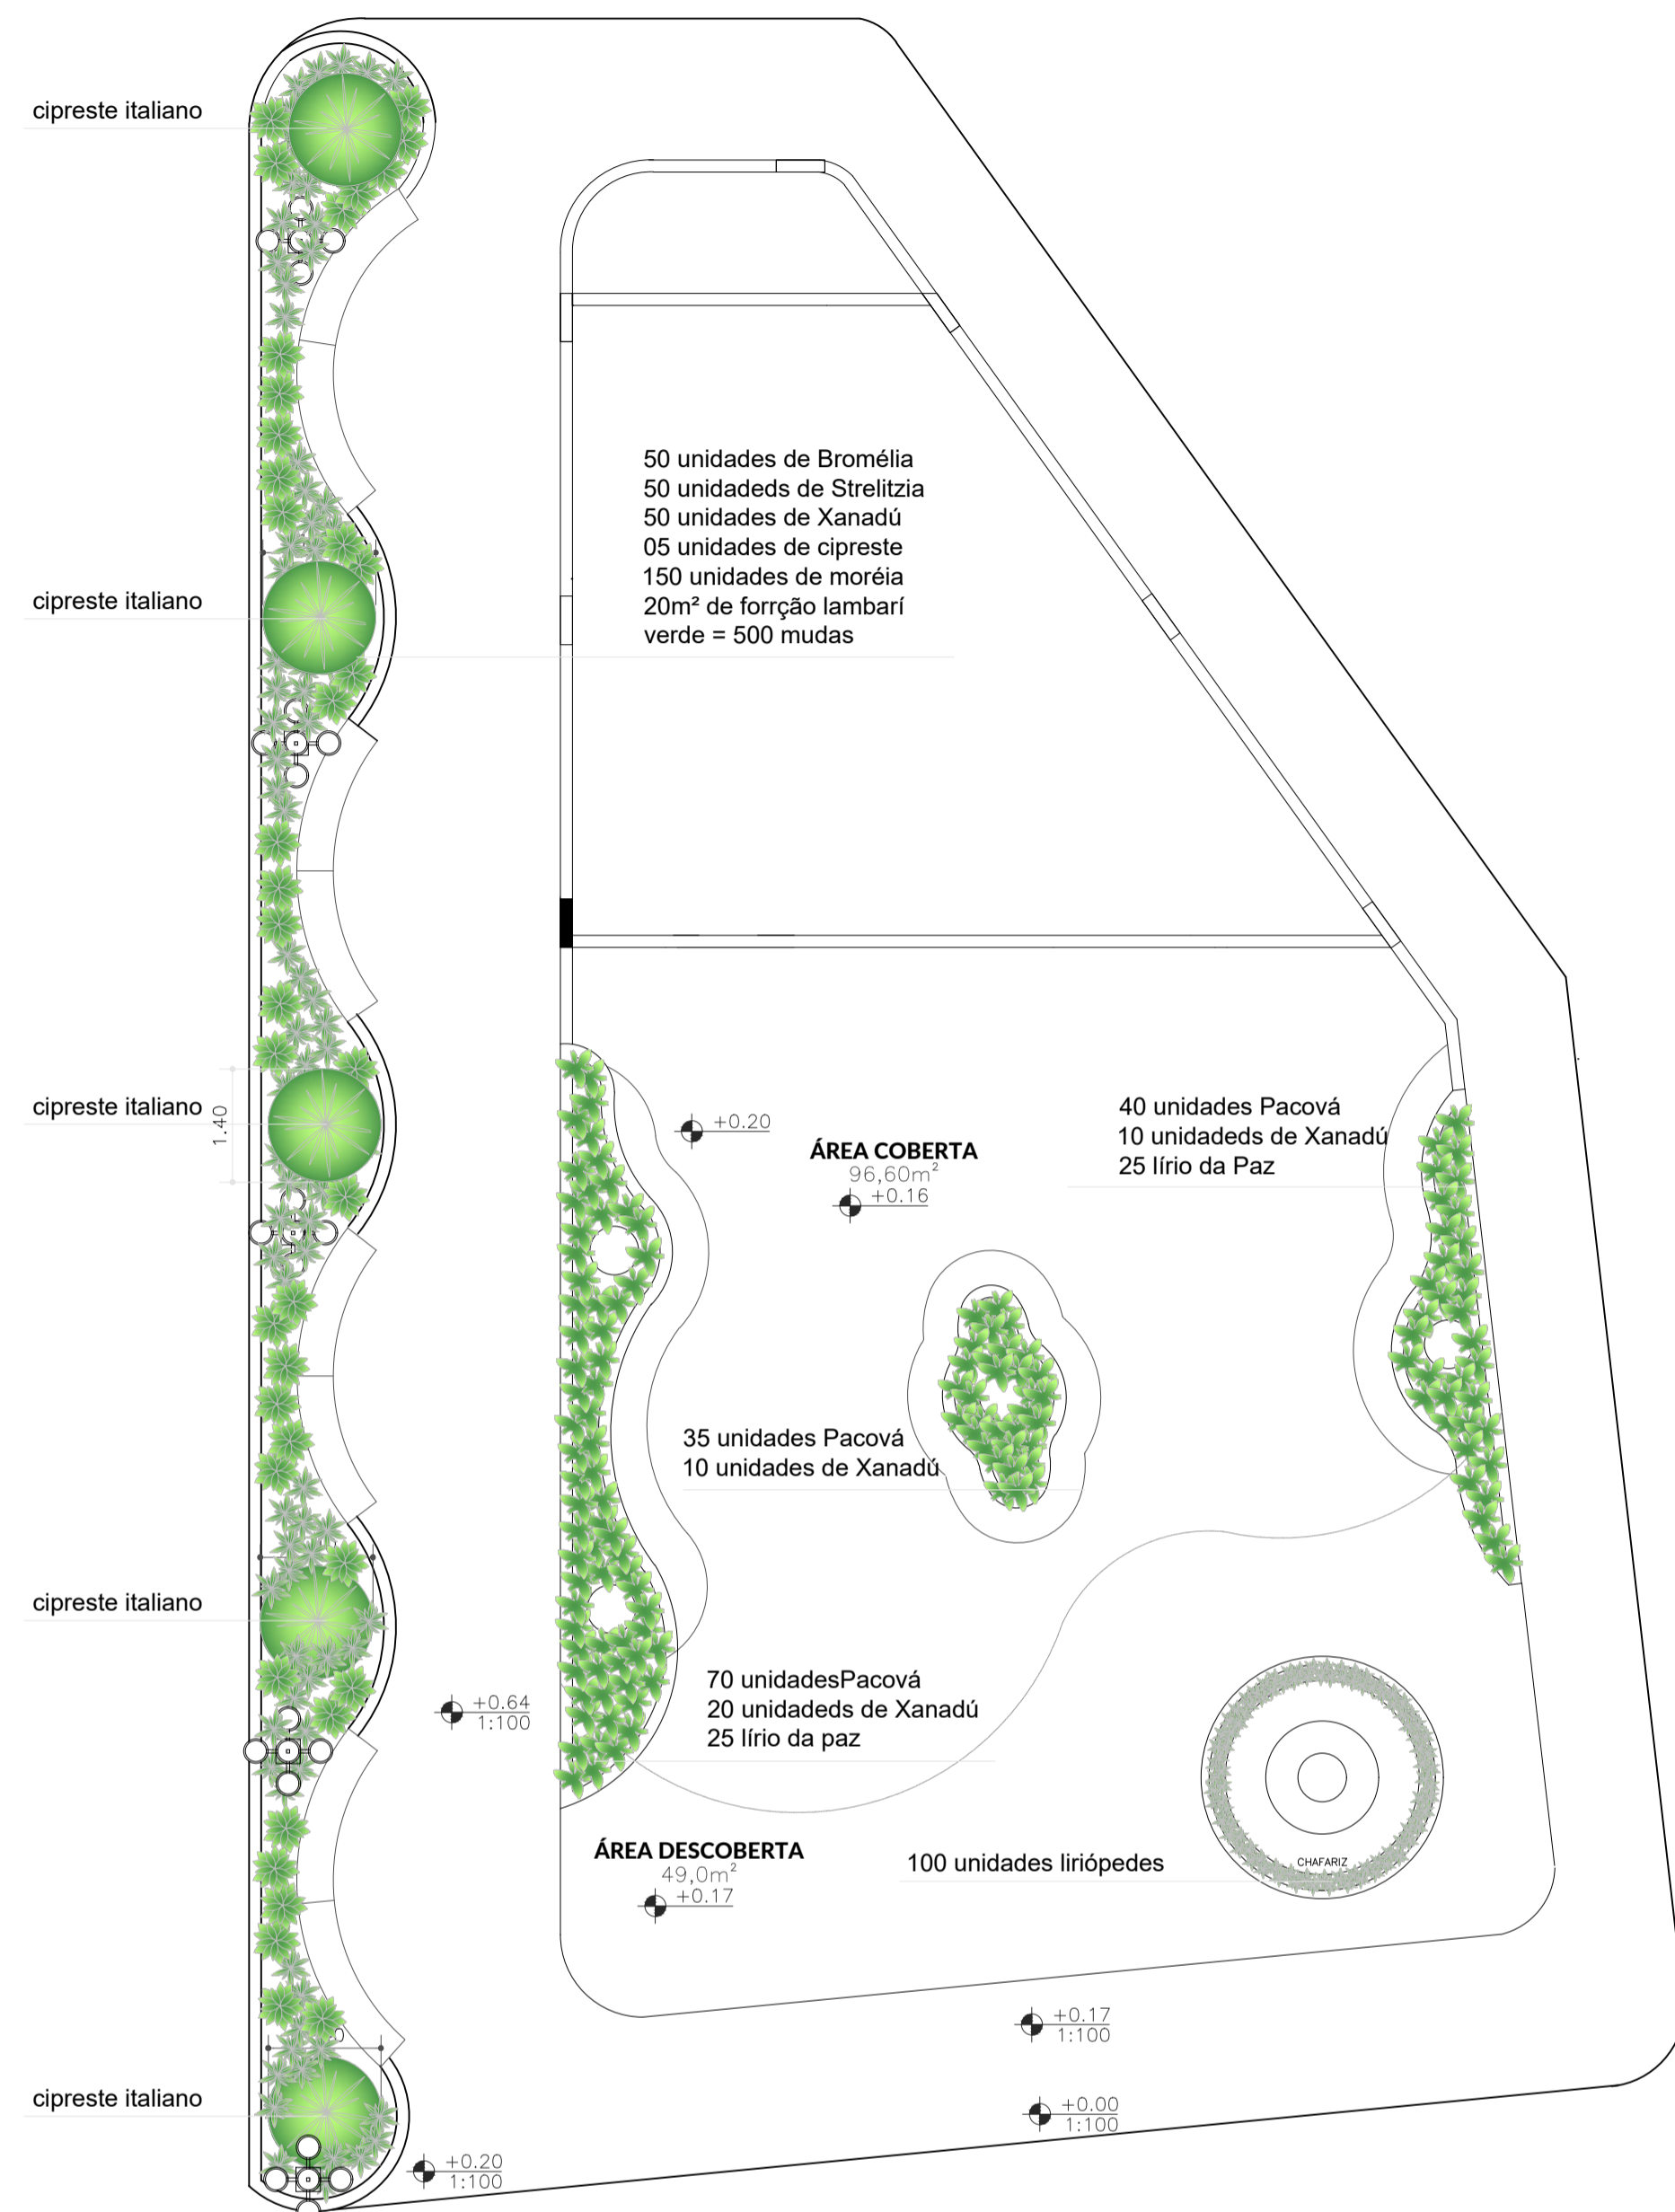 cipreste italiano
50 unidades de Bromélia
50 unidadeds de Strelitzia
50 unidades de Xanadú
05 unidades de cipreste
150 unidades de moréia
20m² de forrção lambarí
verde = 500 mudas
cipreste italiano
cipreste italiano
1.40
+0.20
ÁREA COBERTA
96,60m²
+0.16
40 unidades Pacová
10 unidadeds de Xanadú
25 lírio da Paz
35 unidades Pacová
10 unidades de Xanadú
cipreste italiano
+0.64
1:100
70 unidadesPacová
20 unidadeds de Xanadú
25 lírio da paz
ÁREA DESCOBERTA
49,0m²
+0.17
100 unidades liriópedes
CHAFARIZ
+0.17
1:100
cipreste italiano
+0.00
1:100
+0.20
1:100